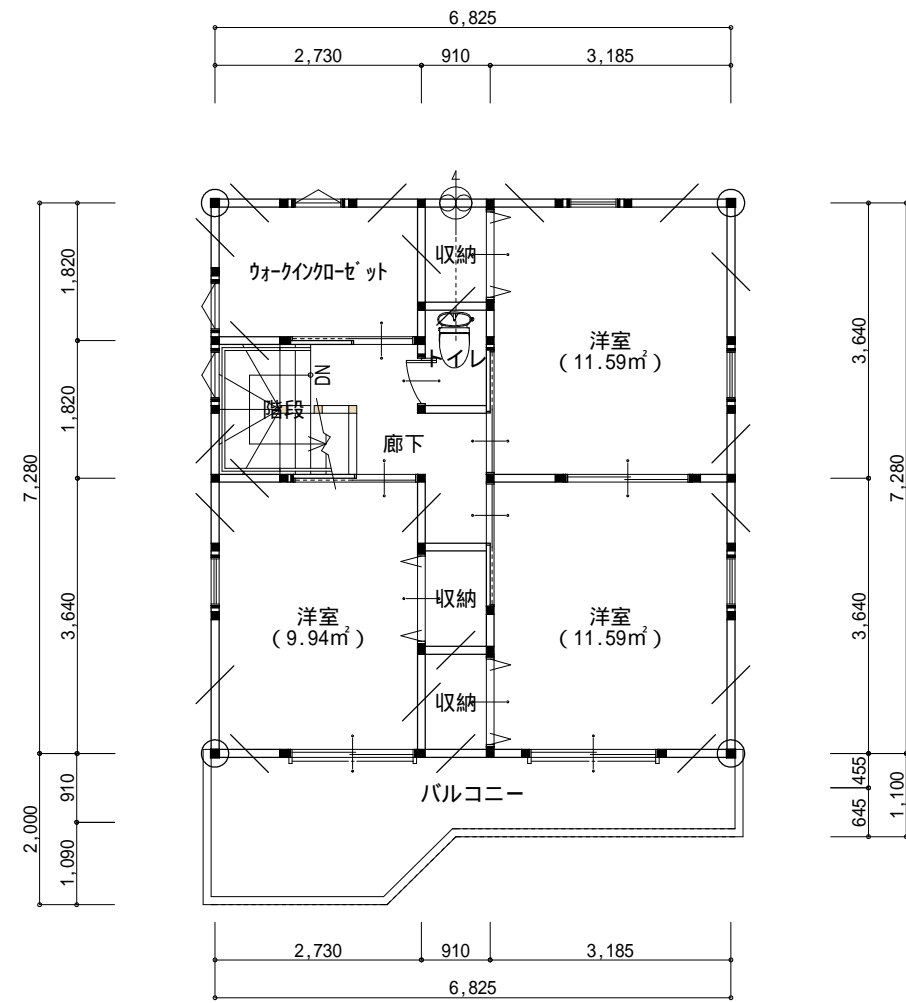 6,825
2,730
910
3,185
4
1,820
1,820
7,280
3,640
2,000
910
1,090
3,640
7,280
3,640
455
645
1,100
収納
ウォークインクローゼット
洋室
(11.59㎡)
トイレ
DN
階段
廊下
洋室
(9.94㎡)
収納
洋室
(11.59㎡)
収納
バルコニー
2,730
910
3,185
6,825